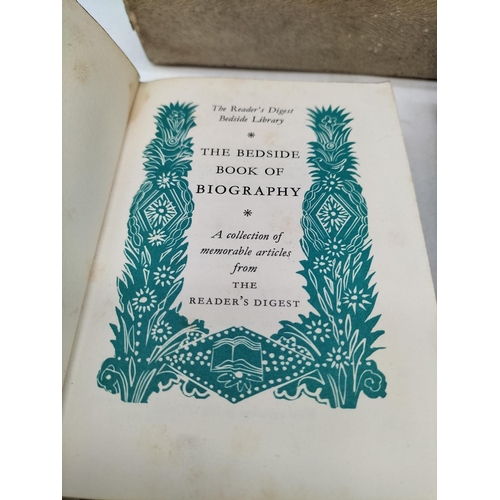 The Reader's Digest
Bedside Library
*
THE BEDSIDE
BOOK OF
BIOGRAPHY
*
A collection of
memorable articles
from
THE
READER'S DIGEST